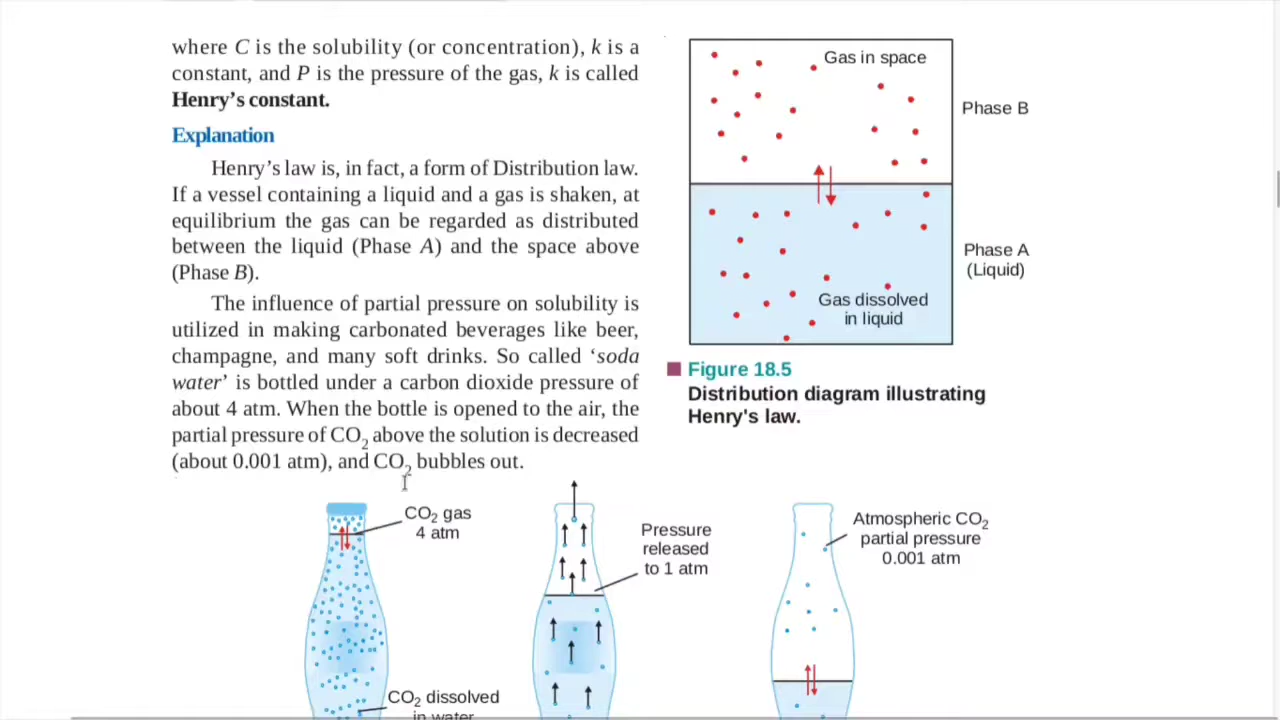 where C is the solubility (or concentration), k is a
constant, and P is the pressure of the gas, k is called
Henry's constant.
Explanation
Henry's law is, in fact, a form of Distribution law.
If a vessel containing a liquid and a gas is shaken, at
equilibrium the gas can be regarded as distributed
between the liquid (Phase A) and the space above
(Phase B).
The influence of partial pressure on solubility is
utilized in making carbonated beverages like beer,
champagne, and many soft drinks. So called ‘soda
water’ is bottled under a carbon dioxide pressure of
about 4 atm. When the bottle is opened to the air, the
partial pressure of CO₂ above the solution is decreased
(about 0.001 atm), and CO₂ bubbles out.
Gas in space
Phase B
Phase A
(Liquid)
Gas dissolved
in liquid
Figure 18.5
Distribution diagram illustrating
Henry's law.
CO₂ gas
4 atm
CO₂ dissolved
in water
Pressure
released
to 1 atm
Atmospheric CO₂
partial pressure
0.001 atm